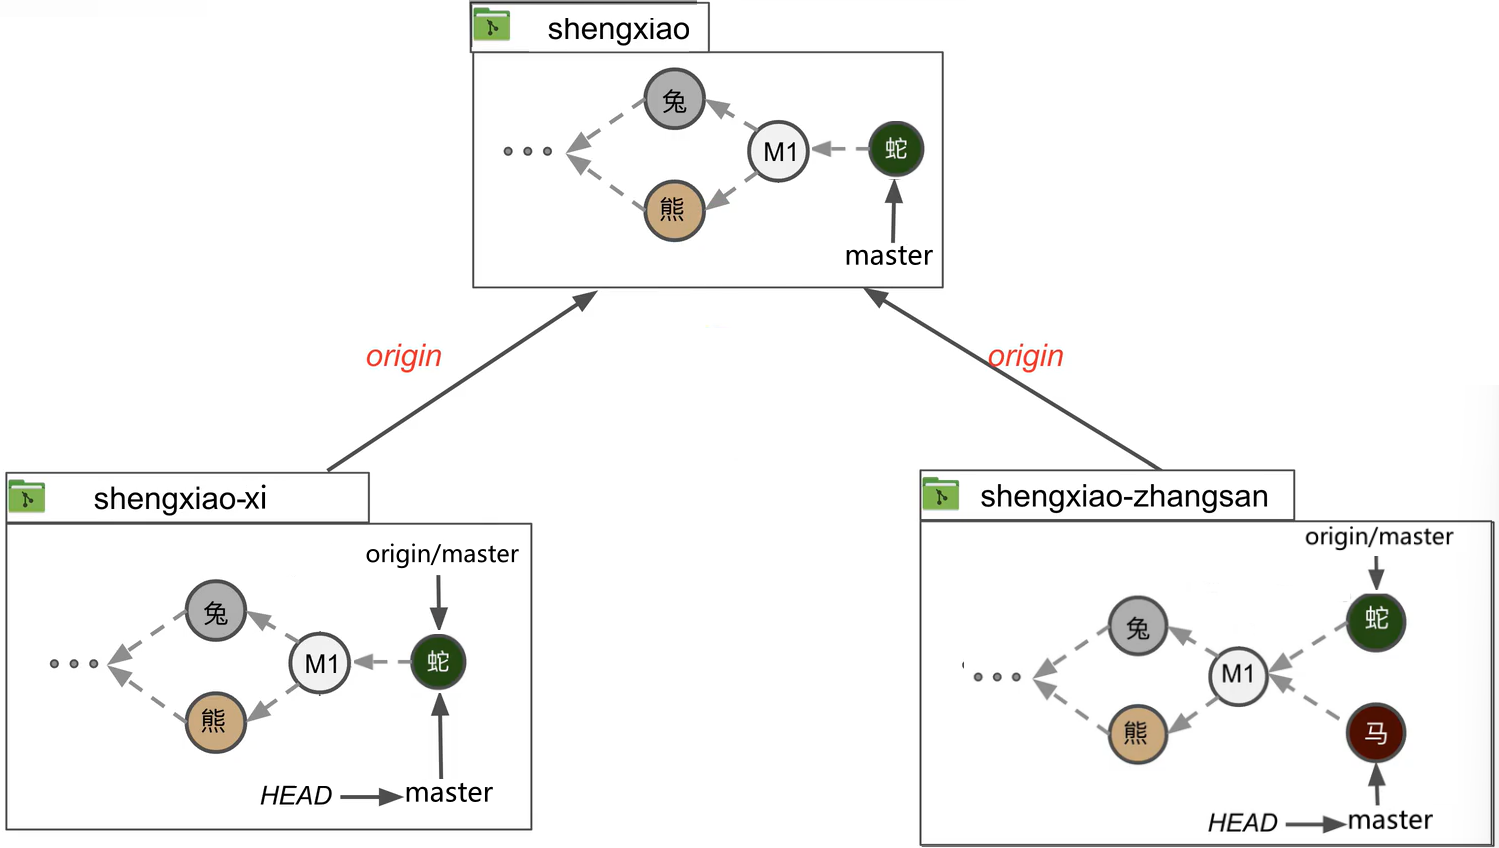 shengxiao
兔
M1
蛇
熊
master
origin
origin
shengxiao-xi
origin/master
兔
M1
蛇
熊
HEAD
master
shengxiao-zhangsan
origin/master
兔
蛇
M1
熊
马
HEAD
master